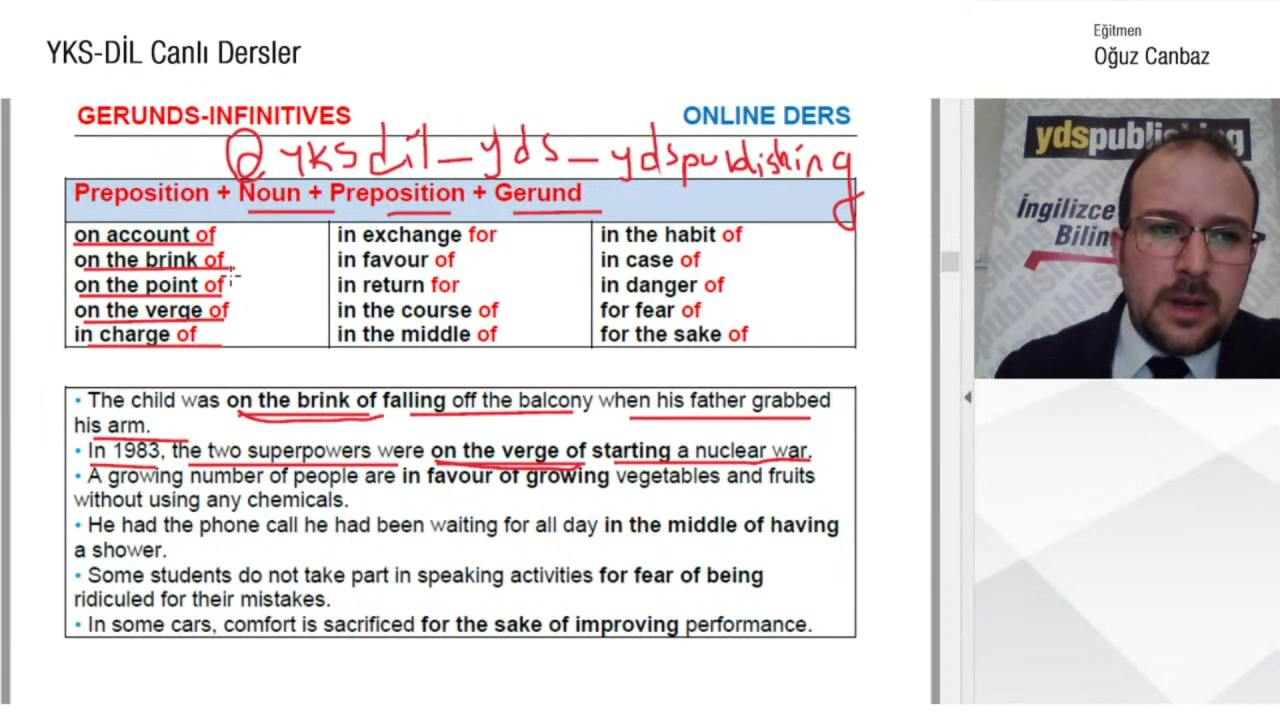 YKS-DİL Canlı Dersler
Eğitmen
Oğuz Canbaz
GERUNDS-INFINITIVES
ONLINE DERS
@yksdil_yds_ydspublishing
Preposition + Noun + Preposition + Gerund
on account of
on the brink of
on the point of
on the verge of
in charge of
in exchange for
in favour of
in return for
in the course of
in the middle of
in the habit of
in case of
in danger of
for fear of
for the sake of
• The child was on the brink of falling off the balcony when his father grabbed
his arm.
• In 1983, the two superpowers were on the verge of starting a nuclear war.
• A growing number of people are in favour of growing vegetables and fruits
without using any chemicals.
• He had the phone call he had been waiting for all day in the middle of having
a shower.
• Some students do not take part in speaking activities for fear of being
ridiculed for their mistakes.
• In some cars, comfort is sacrificed for the sake of improving performance.
ydspublishing
İngilizce
Bilin